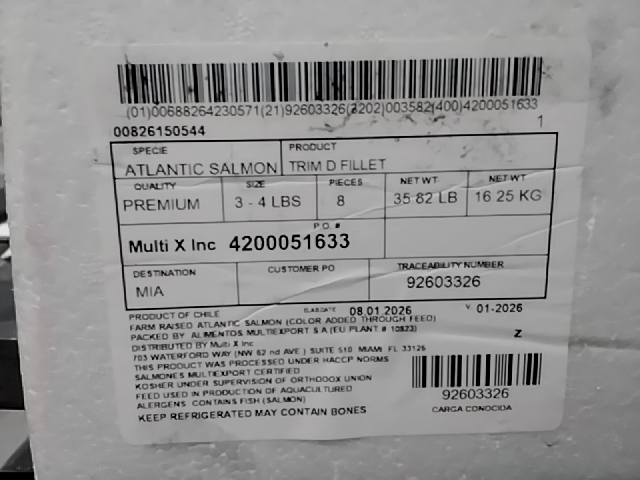 (01)00688264230571(21)92603326(3202)003582(400)4200051633
00826150544 1
SPECIE PRODUCT
ATLANTIC SALMON TRIM D FILLET
QUALITY SIZE PIECES NET WT NET WT
PREMIUM 3 - 4 LBS 8 35.82 LB 16.25 KG
P.O. #
Multi X Inc 4200051633
DESTINATION CUSTOMER PO TRACEABILITY NUMBER
MIA 92603326
PRODUCT OF CHILE ELAB DATE 08.01.2026 V. 01-2026
FARM RAISED ATLANTIC SALMON (COLOR ADDED THROUGH FEED)
PACKED BY ALIMENTOS MULTIEXPORT S A (EU PLANT # 10823) Z
DISTRIBUTED BY Multi X Inc
703 WATERFORD WAY (NW 62 nd AVE ) SUITE 510 MIAMI FL 33126
THIS PRODUCT WAS PROCESSED UNDER HACCP NORMS
SALMONES MULTIEXPORT CERTIFIED
KOSHER UNDER SUPERVISION OF ORTHODOX UNION
FEED USED IN PRODUCTION OF AQUACULTURED
ALERGENS CONTAINS FISH (SALMON)
KEEP REFRIGERATED MAY CONTAIN BONES
92603326
CARGA CONOCIDA